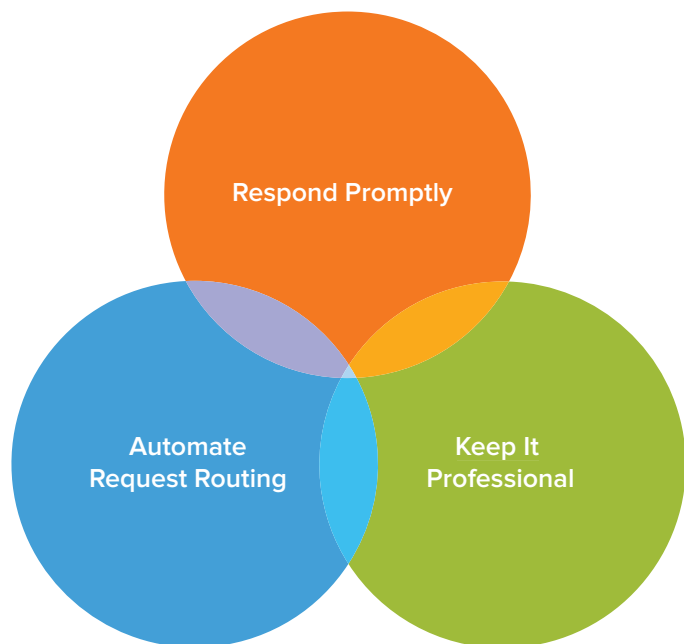 Respond Promptly
Automate
Request Routing
Keep It
Professional